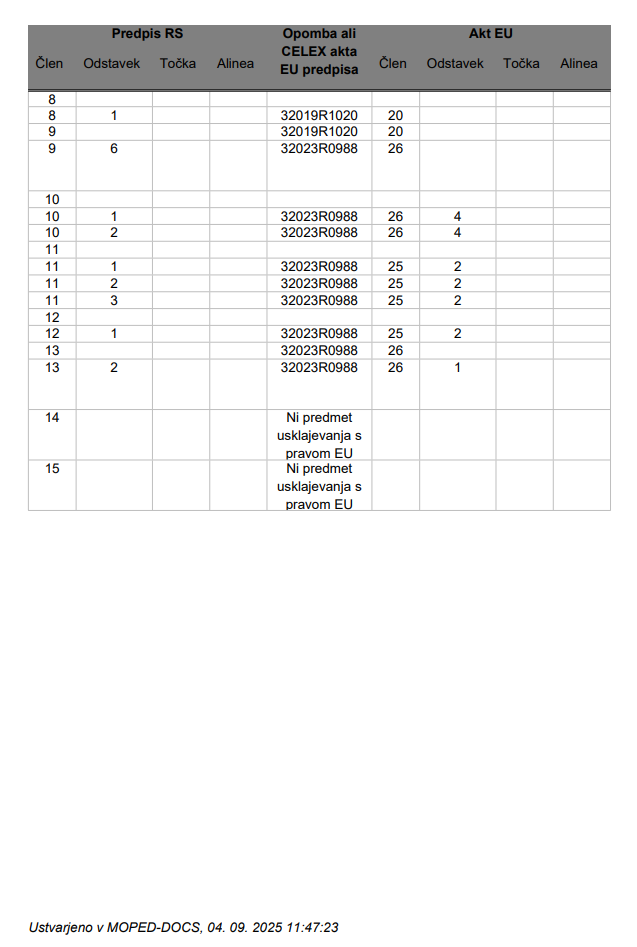 Predpis RS Opomba ali CELEX akta EU predpisa Akt EU
Člen Odstavek Točka Alinea Člen Odstavek Točka Alinea
8
8 1 32019R1020 20
9 32019R1020 20
9 6 32023R0988 26
10
10 1 32023R0988 26 4
10 2 32023R0988 26 4
11
11 1 32023R0988 25 2
11 2 32023R0988 25 2
11 3 32023R0988 25 2
12
12 1 32023R0988 25 2
13 32023R0988 26
13 2 32023R0988 26 1
14 Ni predmet
usklajevanja s
pravom EU
15 Ni predmet
usklajevanja s
pravom EU
Ustvarjeno v MOPED-DOCS, 04. 09. 2025 11:47:23